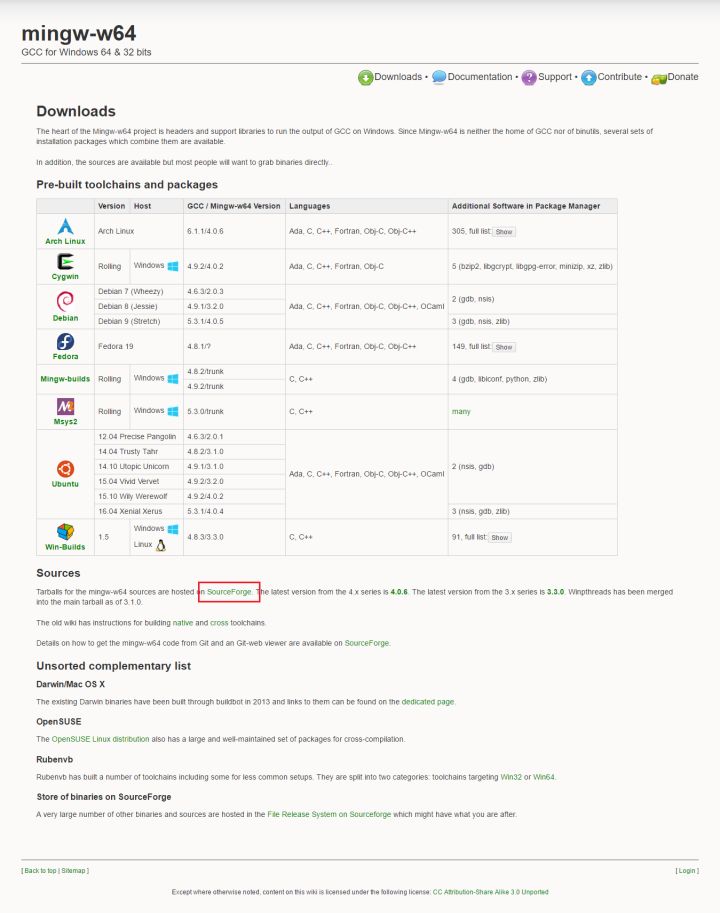 mingw-w64
GCC for Windows 64 & 32 bits
Downloads • Documentation • Support • Contribute • Donate
Downloads
The heart of the Mingw-w64 project is headers and support libraries to run the output of GCC on Windows. Since Mingw-w64 is neither the home of GCC nor of binutils, several sets of
installation packages which combine them are available.
In addition, the sources are available but most people will want to grab binaries directly..
Pre-built toolchains and packages
Version Host GCC / Mingw-w64 Version Languages Additional Software in Package Manager
Arch Linux Arch Linux 6.1.1/4.0.6 Ada, C, C++, Fortran, Obj-C, Obj-C++ 305, full list: Show
Cygwin Rolling Windows 4.9.2/4.0.2 Ada, C, C++, Fortran, Obj-C 5 (bzip2, libgcrypt, libgpg-error, minizip, xz, zlib)
Debian Debian 7 (Wheezy) 4.6.3/2.0.3 Ada, C, C++, Fortran, Obj-C, Obj-C++, OCaml 2 (gdb, nsis)
Debian 8 (Jessie) 4.9.1/3.2.0
Debian 9 (Stretch) 5.3.1/4.0.5 3 (gdb, nsis, zlib)
Fedora Fedora 19 4.8.1/? Ada, C, C++, Fortran, Obj-C, Obj-C++ 149, full list: Show
Mingw-builds Rolling Windows 4.8.2/trunk C, C++ 4 (gdb, libiconf, python, zlib)
4.9.2/trunk
Msys2 Rolling Windows 5.3.0/trunk C, C++ many
Ubuntu 12.04 Precise Pangolin 4.6.3/2.0.1 Ada, C, C++, Fortran, Obj-C, Obj-C++, OCaml 2 (nsis, gdb)
14.04 Trusty Tahr 4.8.2/3.1.0
14.10 Utopic Unicorn 4.9.1/3.1.0
15.04 Vivid Vervet 4.9.2/3.2.0
15.10 Wily Werewolf 4.9.2/4.0.2
16.04 Xenial Xerus 5.3.1/4.0.4 3 (nsis, gdb, zlib)
Win-Builds 1.5 Windows 4.8.3/3.3.0 C, C++ 91, full list: Show
Linux
Sources
Tarballs for the mingw-w64 sources are hosted on SourceForge. The latest version from the 4.x series is 4.0.6. The latest version from the 3.x series is 3.3.0. Winpthreads has been merged
into the main tarball as of 3.1.0.
The old wiki has instructions for building native and cross toolchains.
Details on how to get the mingw-w64 code from Git and an Git-web viewer are available on SourceForge.
Unsorted complementary list
Darwin/Mac OS X
The existing Darwin binaries have been built through buildbot in 2013 and links to them can be found on the dedicated page.
OpenSUSE
The OpenSUSE Linux distribution also has a large and well-maintained set of packages for cross-compilation.
Rubenvb
Rubenvb has built a number of toolchains including some for less common setups. They are split into two categories: toolchains targeting Win32 or Win64.
Store of binaries on SourceForge
A very large number of other binaries and sources are hosted in the File Release System on Sourceforge which might have what you are after.
[ Back to top | Sitemap ] [ Login ]
Except where otherwise noted, content on this wiki is licensed under the following license: CC Attribution-Share Alike 3.0 Unported